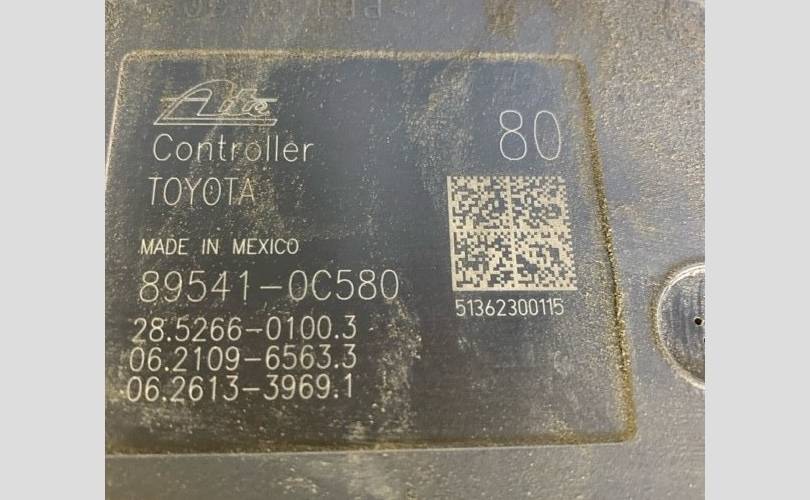 Ate
Controller
80
TOYOTA
MADE IN MEXICO
89541-0C580
51362300115
28.5266-0100.3
06.2109-6563.3
06.2613-3969.1